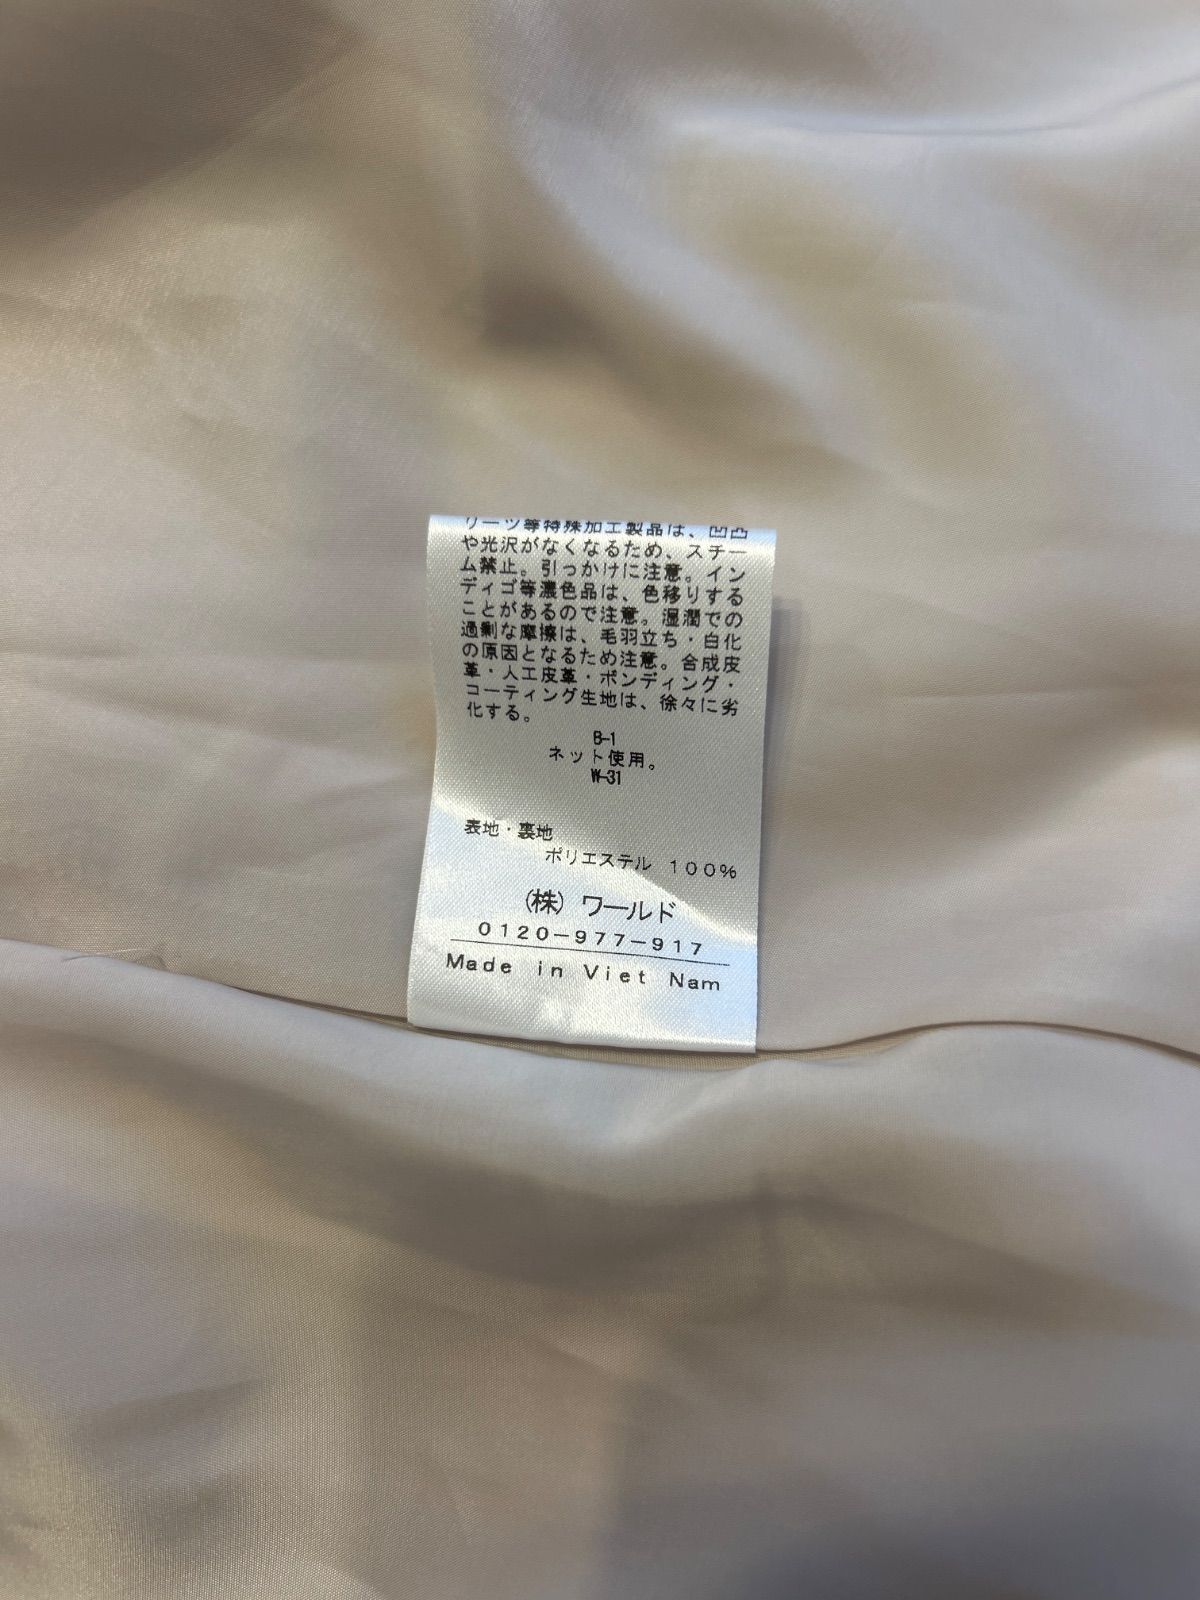 リーツ等特殊加工製品は、凹凸
や光沢がなくなるため、スチー
ム禁止。引っかけに注意。イン
ディゴ等濃色品は、色移りする
ことがあるので注意。湿潤での
過剰な摩擦は、毛羽立ち・白化
の原因となるため注意。合成皮
革・人工皮革・ボンディング・
コーティング生地は、徐々に劣
化する。
B-1
ネット使用。
W-31
表地・裏地
ポリエステル 100%
(株) ワールド
0120-977-917
Made in Viet Nam